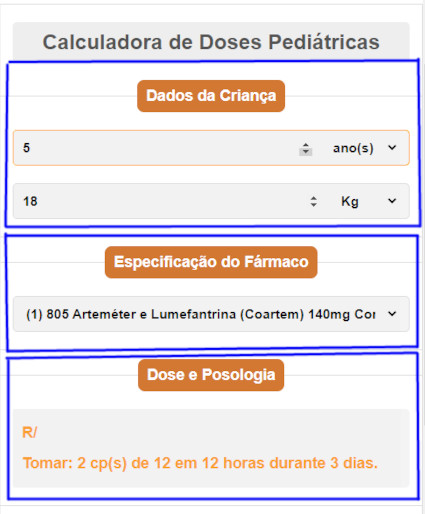 Calculadora de Doses Pediátricas
Dados da Criança
5 ano(s)
18 Kg
Especificação do Fármaco
(1) 805 Arteméter e Lumefantrina (Coartem) 140mg Cor
Dose e Posologia
R/
Tomar: 2 cp(s) de 12 em 12 horas durante 3 dias.